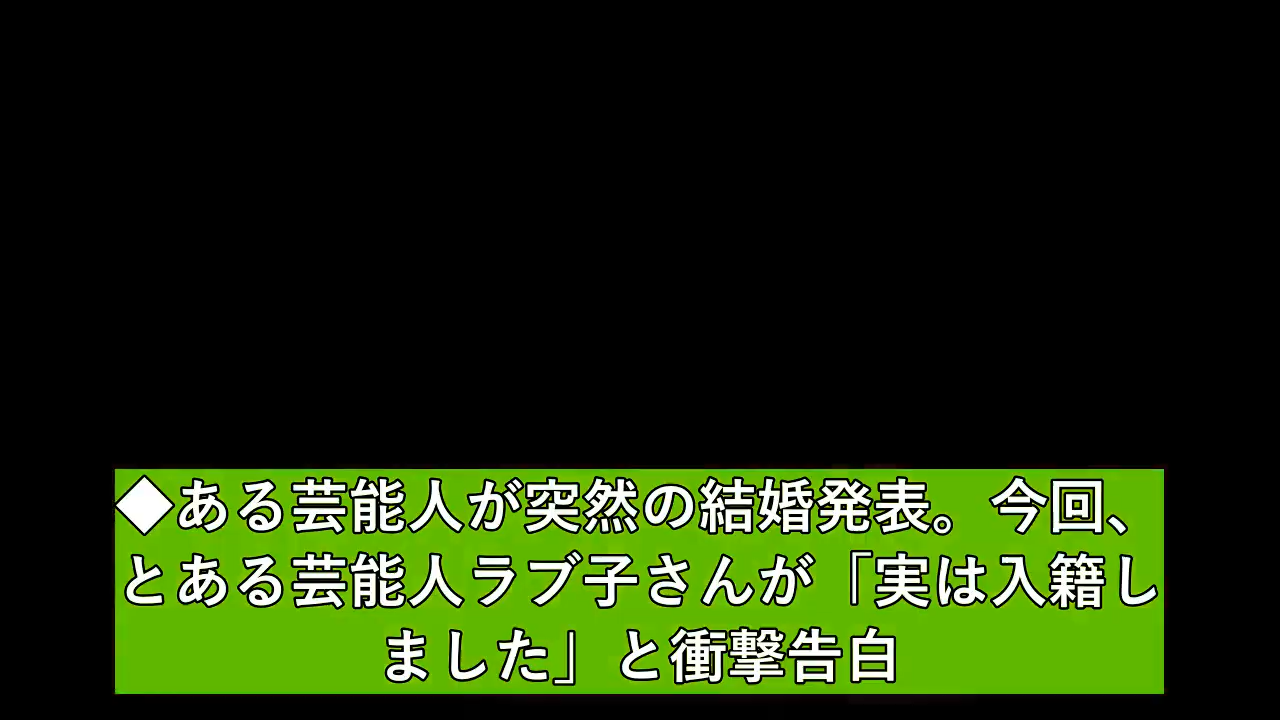 ◆ある芸能人が突然の結婚発表。今回、
とある芸能人ラブ子さんが「実は入籍し
ました」と衝撃告白